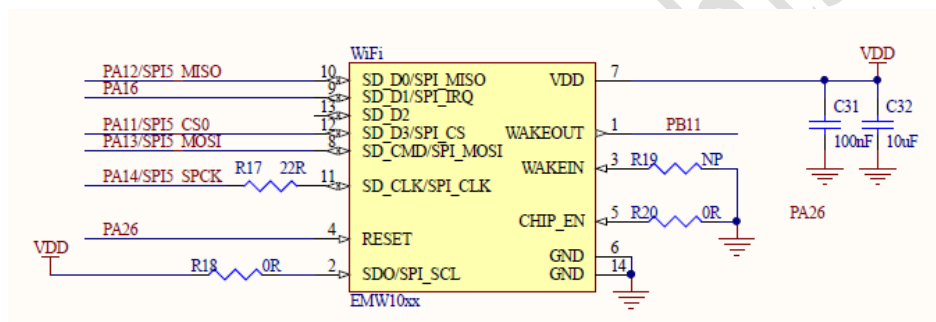 WiFi
VDD
PA12/SPI5_MISO 10 SD_D0/SPI_MISO VDD 7
PA16 9 SD_D1/SPI_IRQ
13 SD_D2
C31 C32
PA11/SPI5_CS0 12 SD_D3/SPI_CS WAKEOUT 1 PB11
100nF 10uF
PA13/SPI5_MOSI 8 SD_CMD/SPI_MOSI
WAKEIN 3 R19 NP
PA14/SPI5_SPCK R17 22R 11 SD_CLK/SPI_CLK
CHIP_EN 5 R20 0R PA26
PA26 4 RESET
GND 6
VDD
R18 0R 2 SDO/SPI_SCL GND 14
EMW10xx